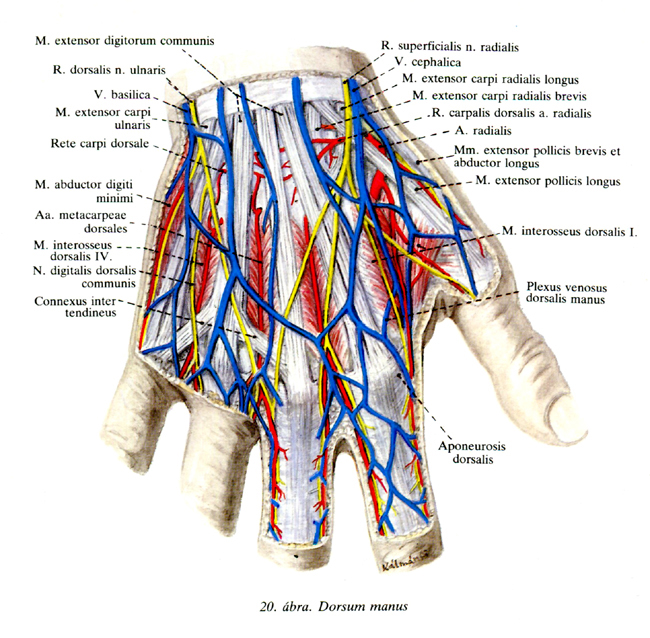 M. extensor digitorum communis
R. dorsalis n. ulnaris
V. basilica
M. extensor carpi
ulnaris
Rete carpi dorsale
M. abductor digiti
minimi
Aa. metacarpeae
dorsales
M. interosseus
dorsalis IV.
N. digitalis dorsalis
communis
Connexus inter
tendineus
R. superficialis n. radialis
V. cephalica
M. extensor carpi radialis longus
M. extensor carpi radialis brevis
R. carpalis dorsalis a. radialis
A. radialis
Mm. extensor pollicis brevis et
abductor longus
M. extensor pollicis longus
M. interosseus dorsalis I.
Plexus venosus
dorsalis manus
Aponeurosis
dorsalis
20. ábra. Dorsum manus